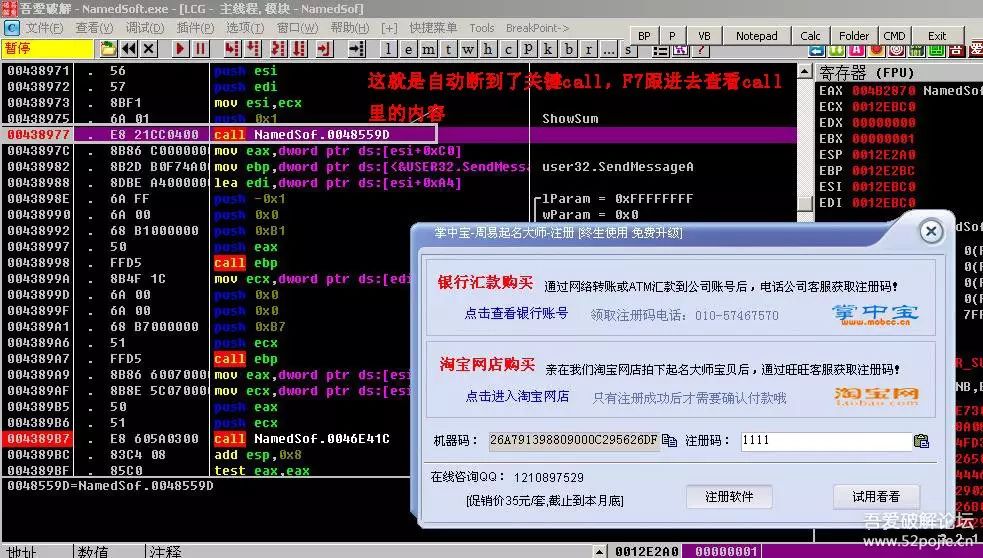 吾爱破解 - NamedSoft.exe - [LCG - 主线程, 模块 - NamedSof]
文件(F) 查看(V) 调试(D) 插件(P) 选项(T) 窗口(W) 帮助(H) [+] 快捷菜单 Tools BreakPoint->
BP P VB Notepad Calc Folder CMD Exit
暂停
l e m t w h c p k b r ... s
00438971 . 56 push esi
00438972 . 57 push edi
00438973 . 8BF1 mov esi,ecx
00438975 . 6A 01 push 0x1 ShowSum
00438977 . E8 21CC0400 call NamedSof.0048559D
0043897C . 8B86 C0000000 mov eax,dword ptr ds:[esi+0xC0]
00438982 . 8B2D B0F74A00 mov ebp,dword ptr ds:[<&USER32.SendMess user32.SendMessageA
00438988 . 8DBE A4000000 lea edi,dword ptr ds:[esi+0xA4]
0043898E . 6A FF push -0x1 lParam = 0xFFFFFFFF
00438990 . 6A 00 push 0x0 wParam = 0x0
00438992 . 68 B1000000 push 0xB1
00438997 . 50 push eax
00438998 . FFD5 call ebp
0043899A . 8B4F 1C mov ecx,dword ptr ds:[edi
0043899D . 6A 00 push 0x0
0043899F . 6A 00 push 0x0
004389A1 . 68 B7000000 push 0xB7
004389A6 . 51 push ecx
004389A7 . FFD5 call ebp
004389A9 . 8B86 60070000 mov eax,dword ptr ds:[esi
004389AF . 8B8E 5C070000 mov ecx,dword ptr ds:[esi
004389B5 . 50 push eax
004389B6 . 51 push ecx
004389B7 . E8 605A0300 call NamedSof.0046E41C
004389BC . 83C4 08 add esp,0x8
004389BF . 85C0 test eax,eax
0048559D=NamedSof.0048559D
这就是自动断到了关键call，F7跟进去查看call
里的内容
寄存器 (FPU)
EAX 004B2870 NamedSo
ECX 0012EBC0
EDX 00000000
EBX 00000001
ESP 0012E2A0
EBP 0012E2BC
ESI 0012EBC0
EDI 0012EBC0
掌中宝-周易起名大师-注册 [终生使用 免费升级]
银行汇款购买 通过网络转账或ATM汇款到公司账号后，电话公司客服获取注册码!
点击查看银行账号 领取注册码电话：010-57467570 掌中宝
www.mobcc.cn
淘宝网店购买 亲在我们淘宝网店拍下起名大师宝贝后，通过旺旺客服获取注册码!
点击进入淘宝网店 只有注册成功后才需要确认付款哦 淘宝网
taobao.com
机器码： 26A791398809000C295626DF 注册码： 1111
在线咨询QQ： 1210897529
[促销价35元/套,截止到本月底] 注册软件 试用看看
地址 数值 注释 0012E2A0 00000001
吾爱破解论坛
www.52pojie.cn